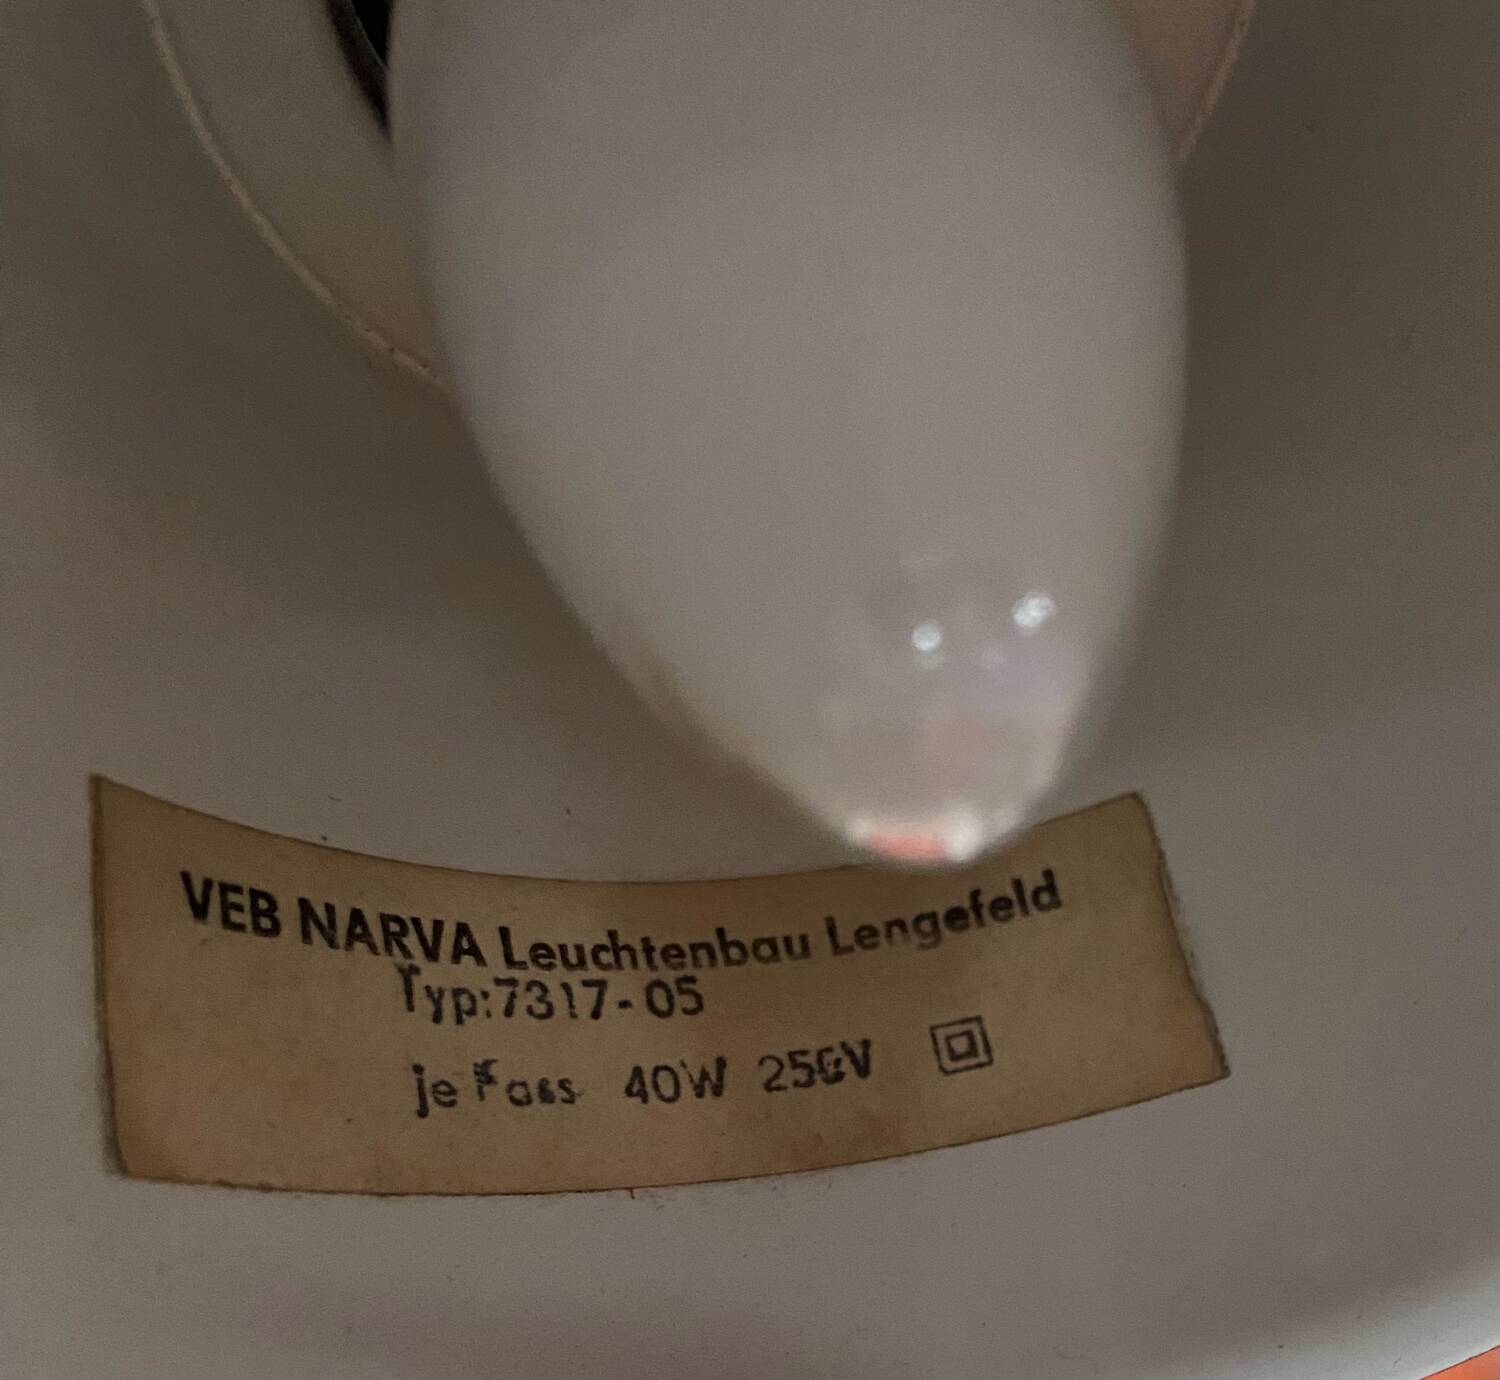 VEB NARVA Leuchtenbau Lengefeld
Typ:7317-05
je Fass 40W 250V